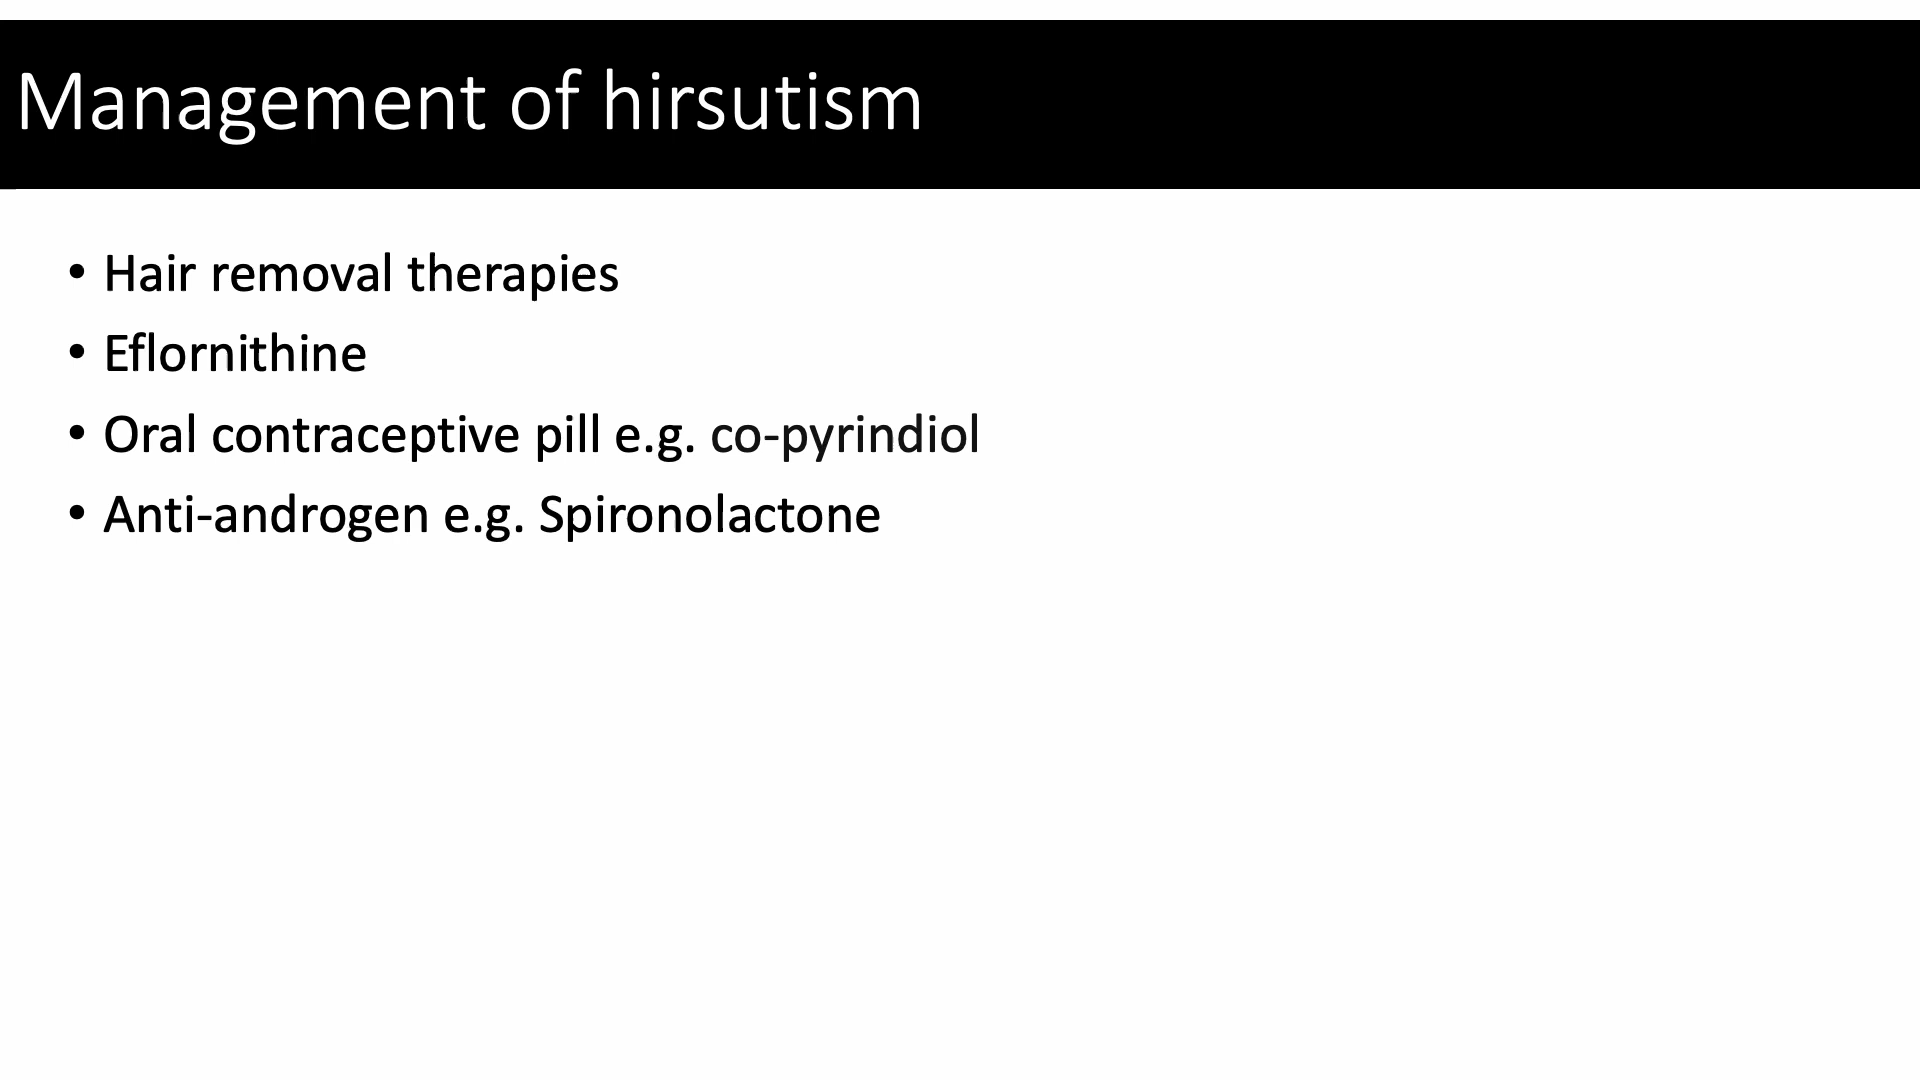 Management of hirsutism
• Hair removal therapies
• Eflornithine
• Oral contraceptive pill e.g. co-pyrindiol
• Anti-androgen e.g. Spironolactone